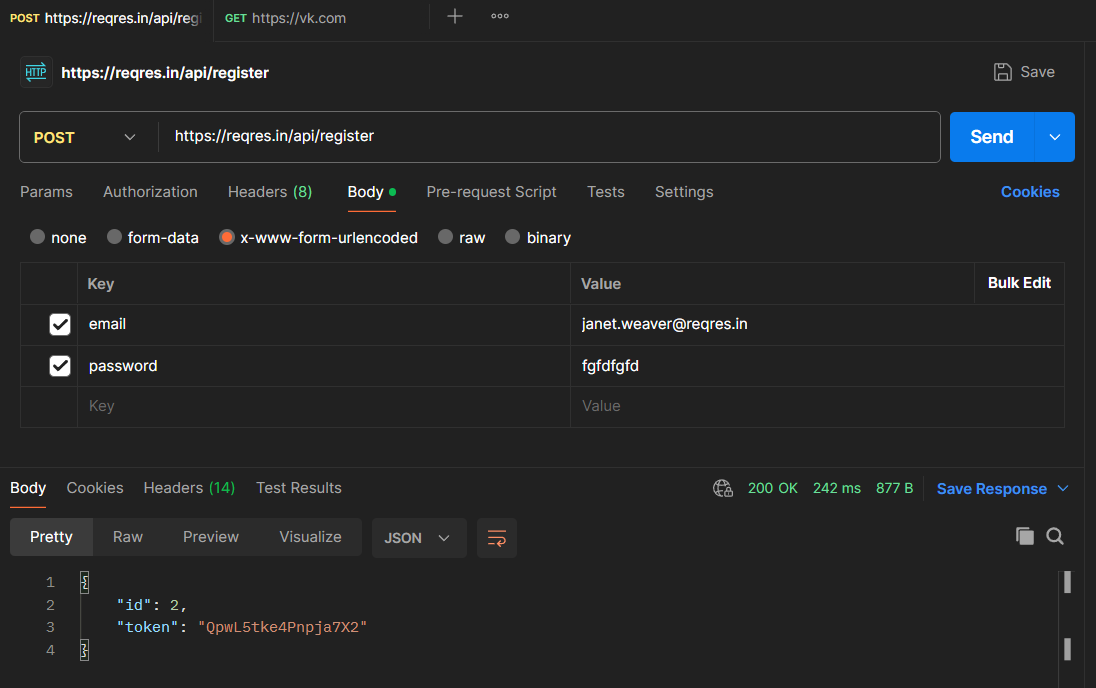 POST https://reqres.in/api/regi GET https://vk.com
HTTP https://reqres.in/api/register Save
POST https://reqres.in/api/register Send
Params Authorization Headers (8) Body Pre-request Script Tests Settings Cookies
none form-data x-www-form-urlencoded raw binary
Key Value Bulk Edit
email janet.weaver@reqres.in
password fgfdfgfd
Key Value
Body Cookies Headers (14) Test Results 200 OK 242 ms 877 B Save Response
Pretty Raw Preview Visualize JSON
1 {
2 "id": 2,
3 "token": "QpwL5tke4Pnpja7X2"
4 }